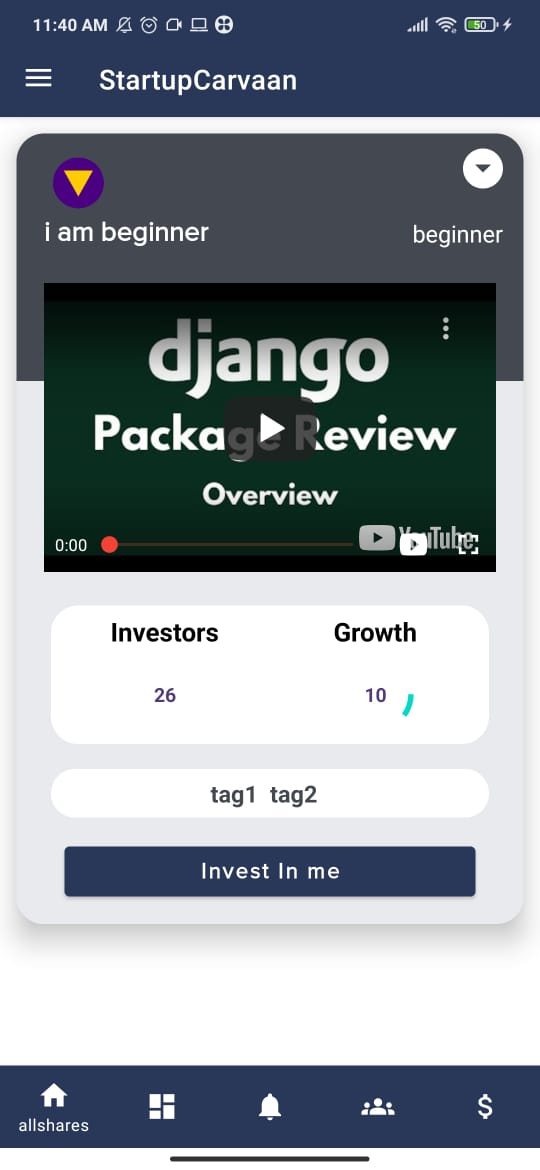 11:40 AM
50
StartupCarvaan
i am beginner
beginner
django
Package Review
Overview
0:00
YouTube
Investors
Growth
26
10
tag1 tag2
Invest In me
allshares
$